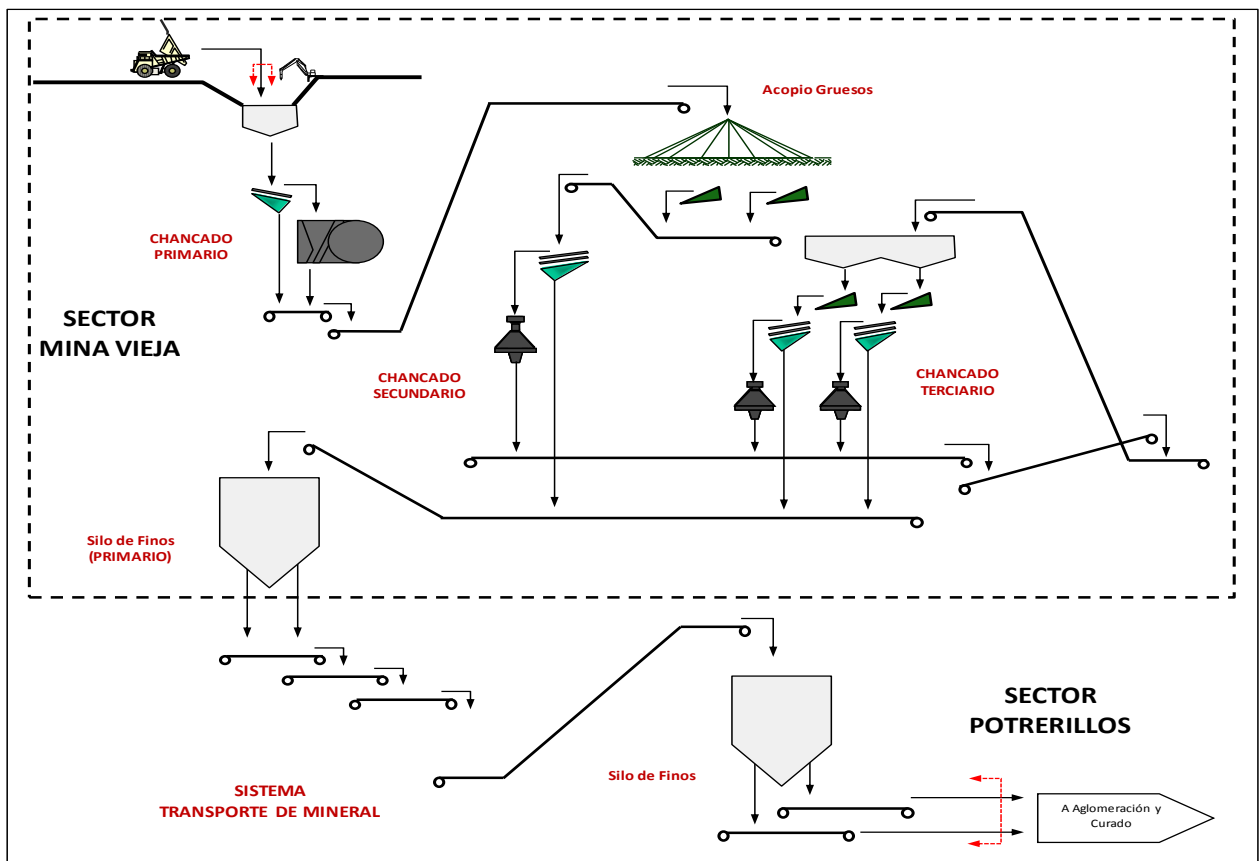 Acopio Gruesos
CHANCADO
PRIMARIO
SECTOR
MINA VIEJA
CHANCADO
SECUNDARIO
CHANCADO
TERCIARIO
Silo de Finos
(PRIMARIO)
SECTOR
POTRERILLOS
Silo de Finos
SISTEMA
TRANSPORTE DE MINERAL
A Aglomeración y
Curado